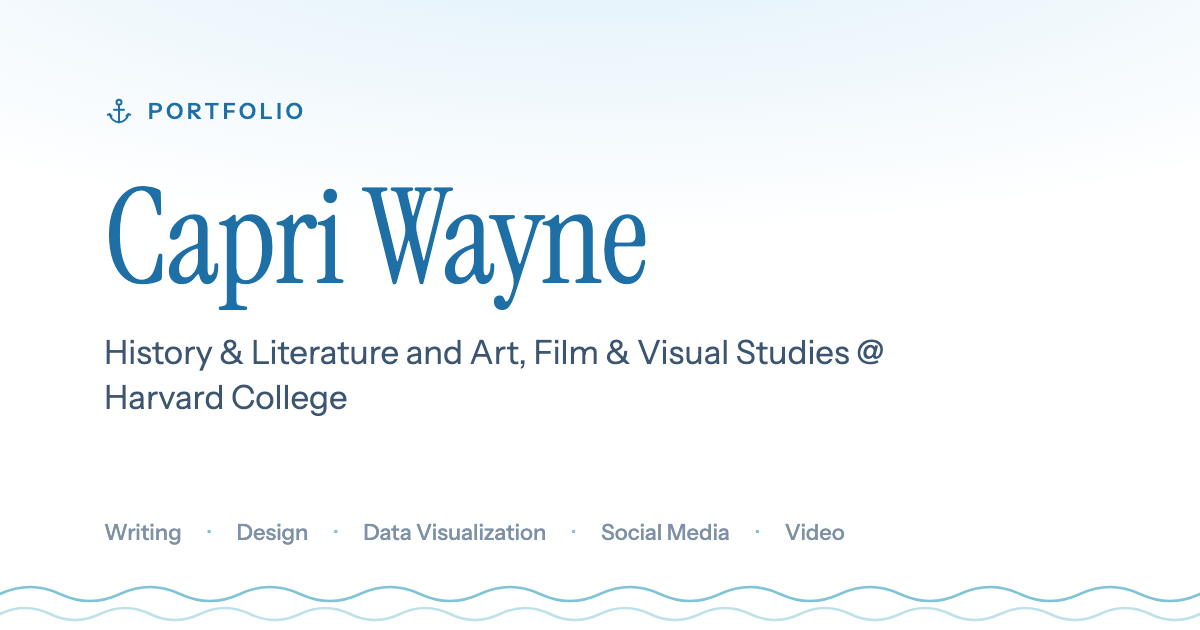 PORTFOLIO
Capri Wayne
History & Literature and Art, Film & Visual Studies @
Harvard College
Writing · Design · Data Visualization · Social Media · Video